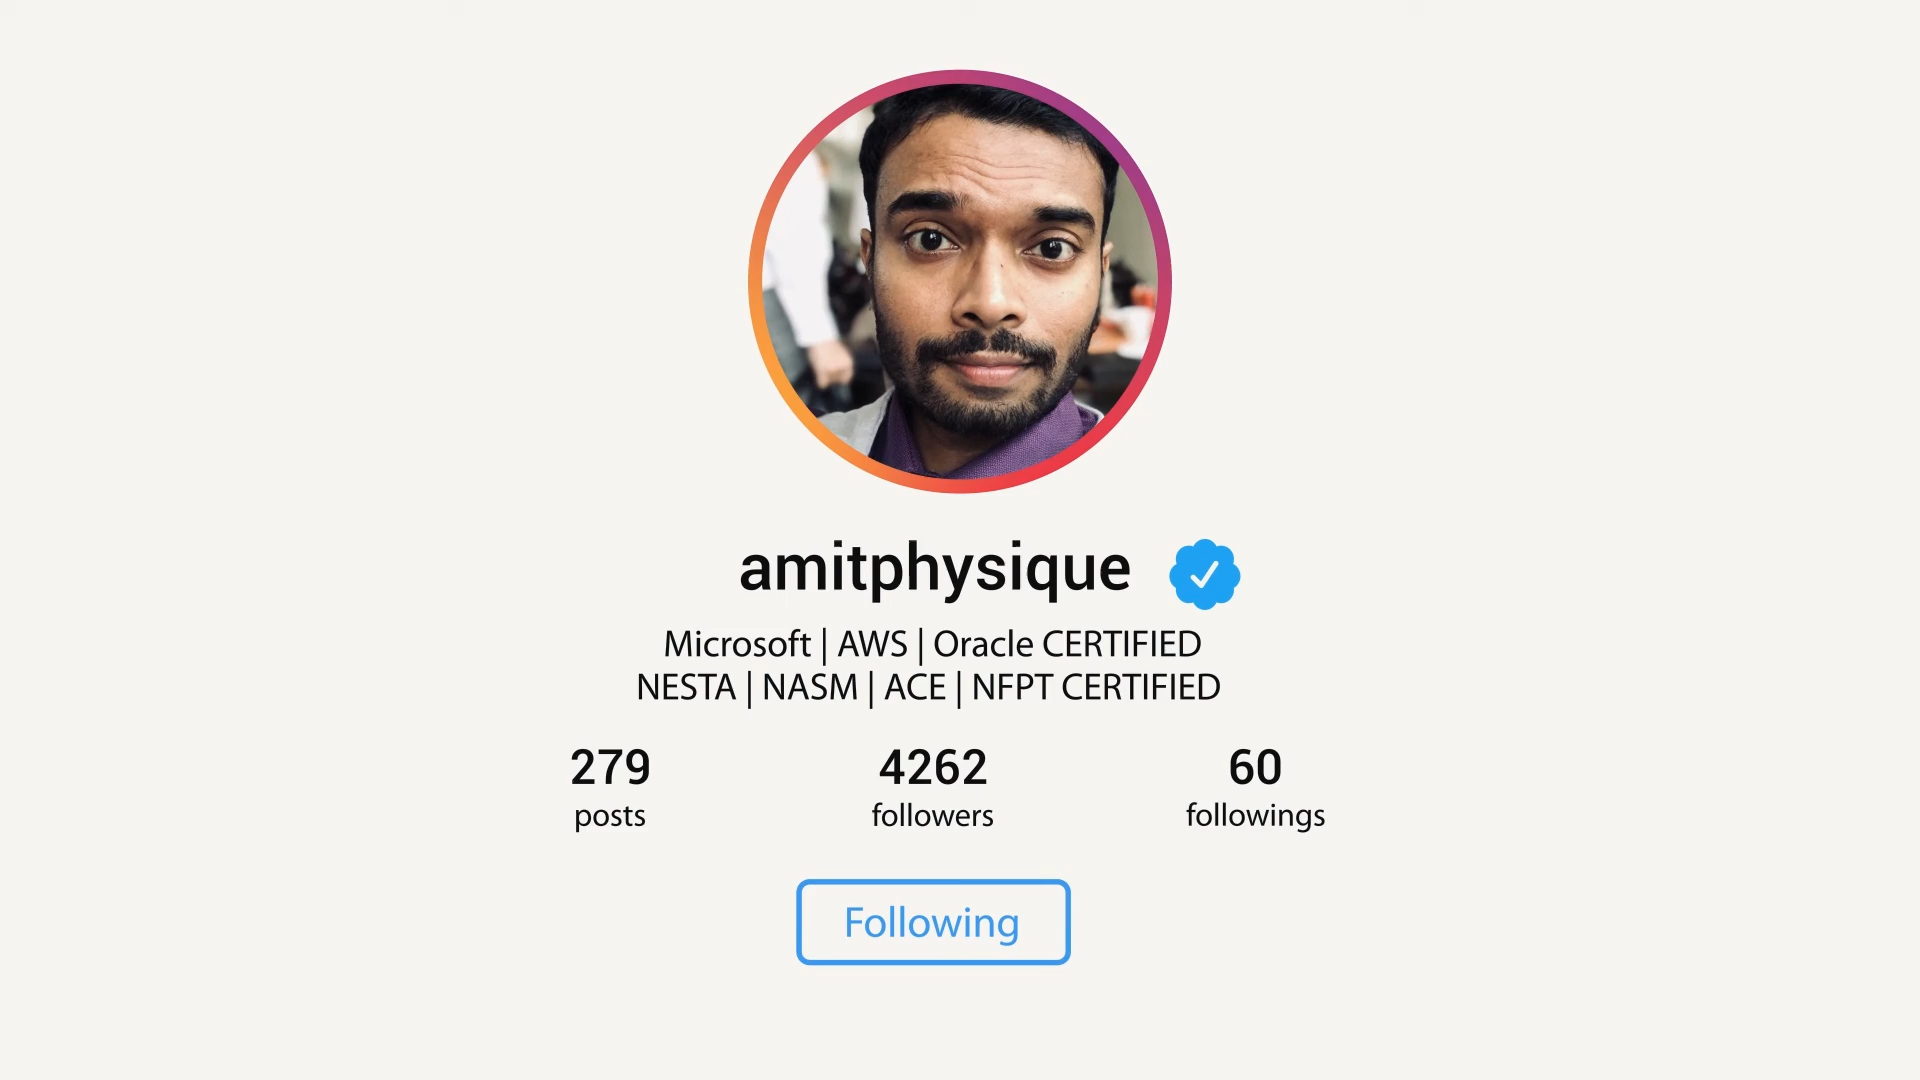 amitphysique
Microsoft | AWS | Oracle CERTIFIED
NESTA | NASM | ACE | NFPT CERTIFIED
279 4262 60
posts followers followings
Following